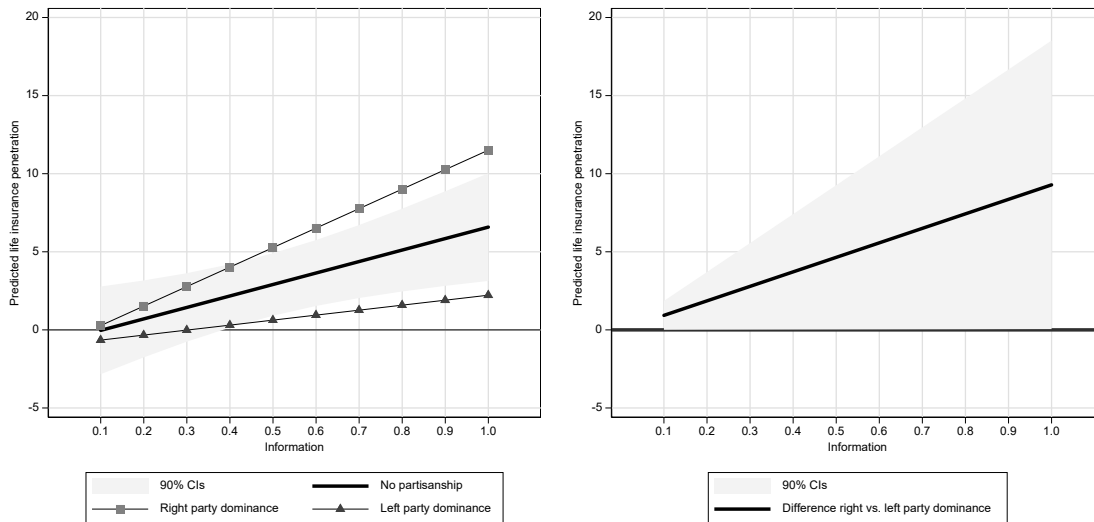 20
15
10
5
0
-5
Predicted life insurance penetration
0.1 0.2 0.3 0.4 0.5 0.6 0.7 0.8 0.9 1.0
Information
90% CIs No partisanship
Right party dominance Left party dominance
20
15
10
5
0
-5
Predicted life insurance penetration
0.1 0.2 0.3 0.4 0.5 0.6 0.7 0.8 0.9 1.0
Information
90% CIs
Difference right vs. left party dominance